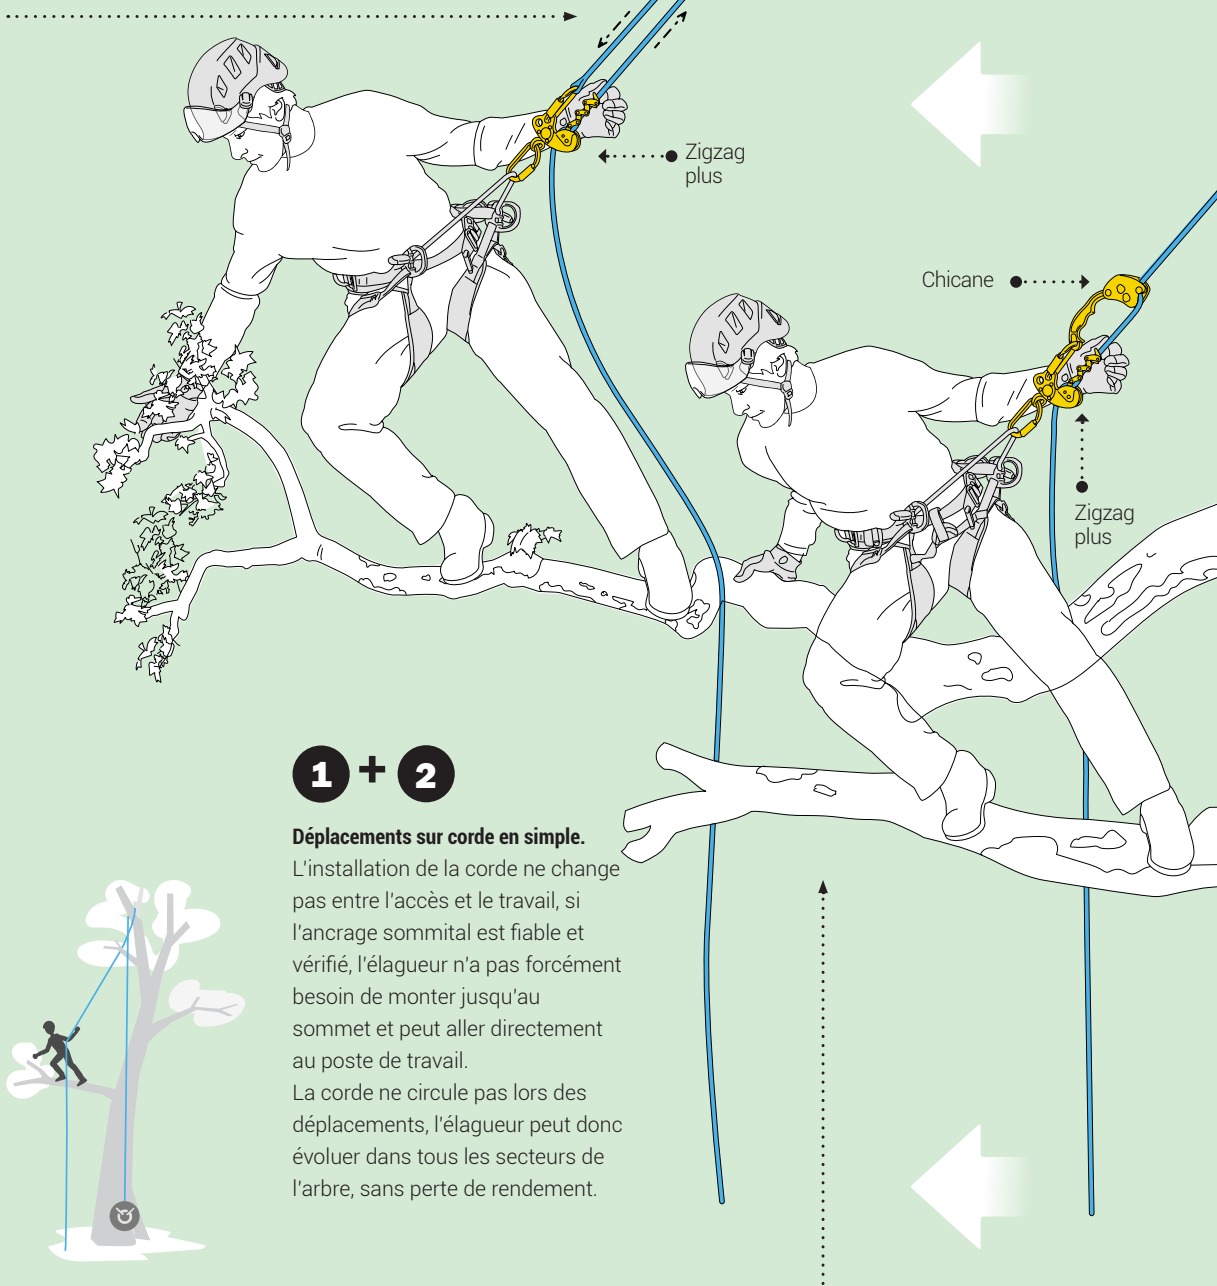 Zigzag
plus
Chicane
Zigzag
plus
1 + 2
Déplacements sur corde en simple.
L'installation de la corde ne change
pas entre l'accès et le travail, si
l'ancrage sommital est fiable et
vérifié, l'élagueur n'a pas forcément
besoin de monter jusqu'au
sommet et peut aller directement
au poste de travail.
La corde ne circule pas lors des
déplacements, l'élagueur peut donc
évoluer dans tous les secteurs de
l'arbre, sans perte de rendement.